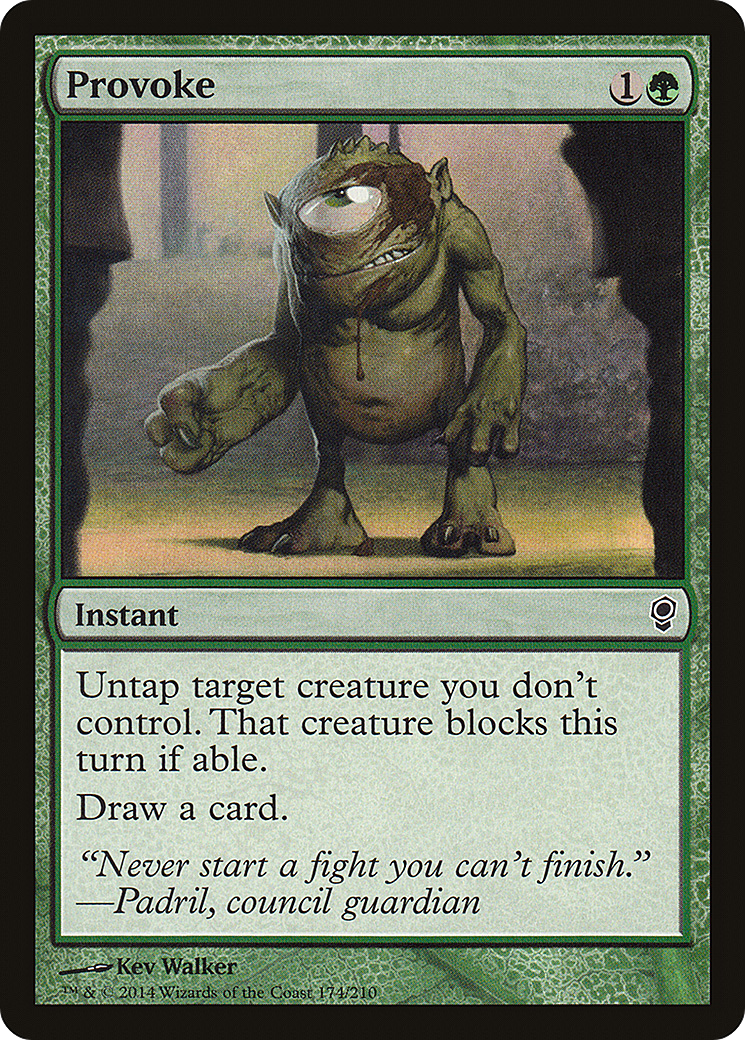 Provoke 1
Instant
Untap target creature you don't
control. That creature blocks this
turn if able.
Draw a card.
“Never start a fight you can't finish.”
—Padril, council guardian
Kev Walker
™ & © 2014 Wizards of the Coast 174/210